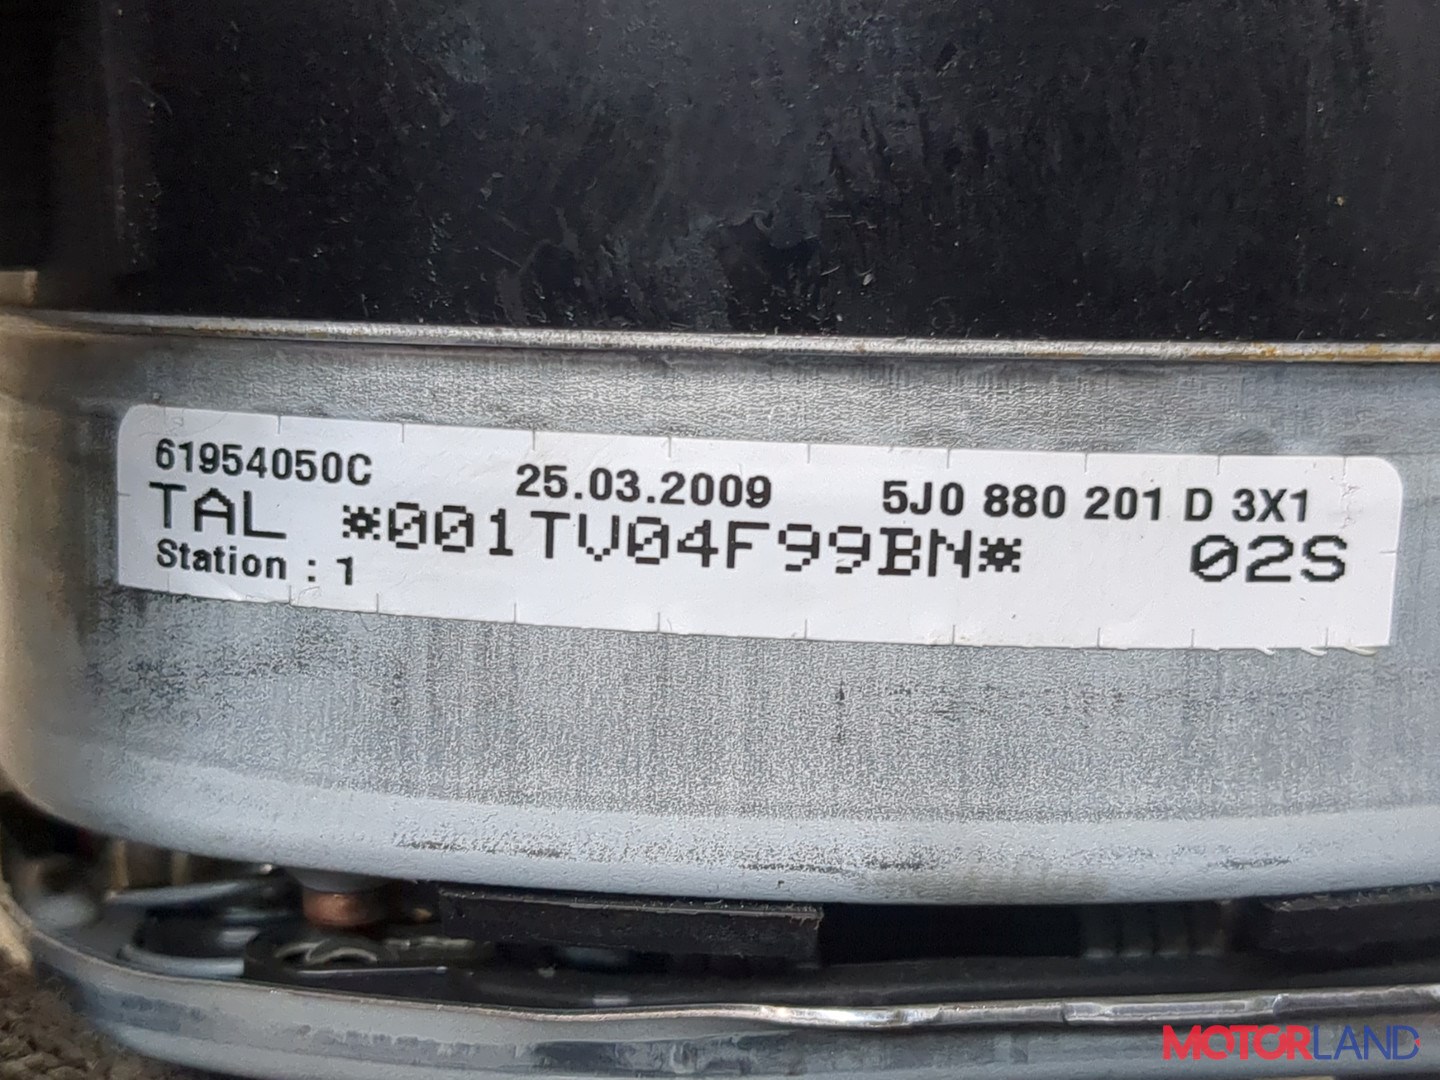 61954050C 25.03.2009 5J0 880 201 D 3X1
TAL *001TV04F99BN* 02S
Station : 1
MOTORLAND